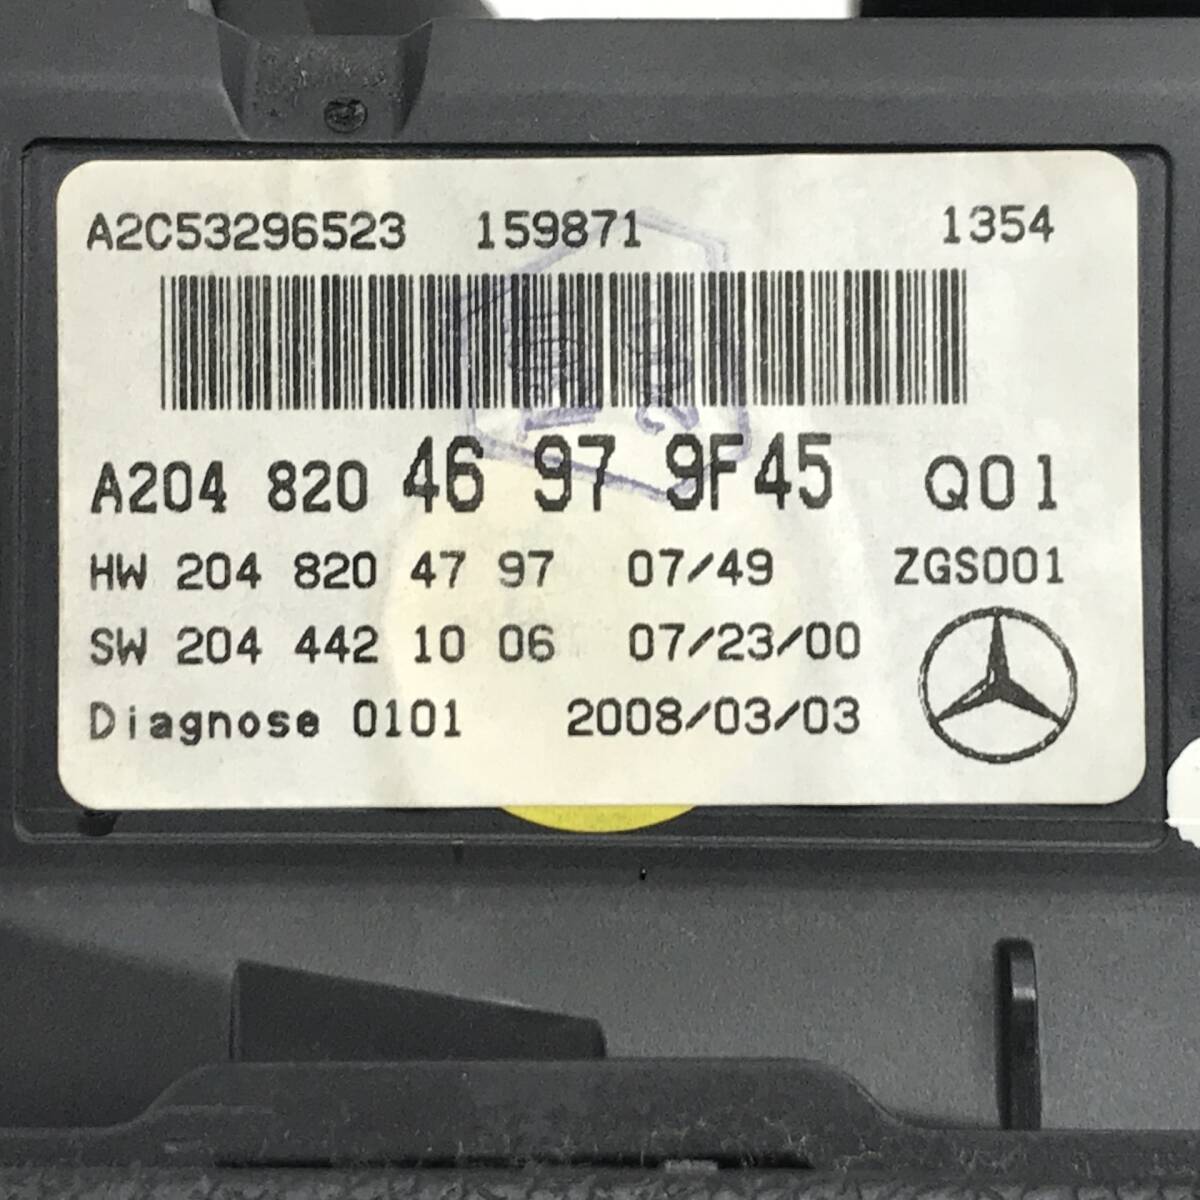 A2C53296523 159871 1354
A204 820 46 97 9F45 Q01
HW 204 820 47 97 07/49 ZGS001
SW 204 442 10 06 07/23/00
Diagnose 0101 2008/03/03